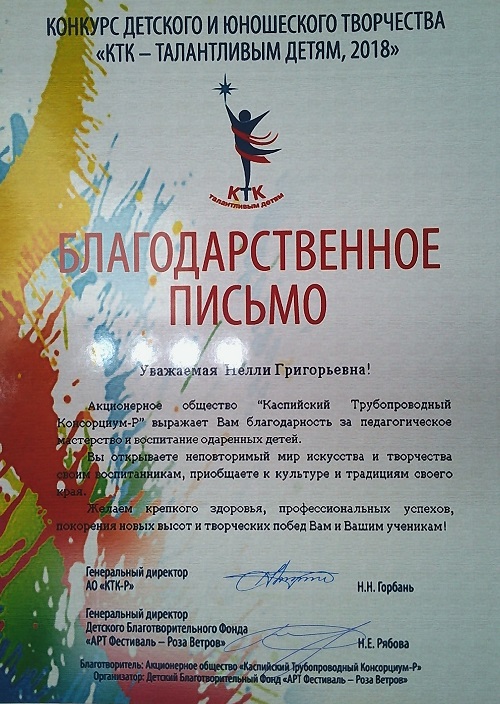 КОНКУРС ДЕТСКОГО И ЮНОШЕСКОГО ТВОРЧЕСТВА
«КТК – ТАЛАНТЛИВЫМ ДЕТЯМ, 2018»
КТК
ТАЛАНТЛИВЫМ ДЕТЯМ
БЛАГОДАРСТВЕННОЕ
ПИСЬМО
Уважаемая Нелли Григорьевна!
Акционерное общество "Каспийский Трубопроводный
Консорциум-Р" выражает Вам благодарность за педагогическое
мастерство и воспитание одаренных детей.
Вы открываете неповторимый мир искусства и творчества
своим воспитанникам, приобщаете к культуре и традициям своего
края.
Желаем крепкого здоровья, профессиональных успехов,
покорения новых высот и творческих побед Вам и Вашим ученикам!
Генеральный директор
АО «КТК-Р»
Н.Н. Горбань
Генеральный директор
Детского Благотворительного Фонда
«АРТ Фестиваль – Роза Ветров»
Н.Е. Рябова
Благотворитель: Акционерное общество «Каспийский Трубопроводный Консорциум-Р»
Организатор: Детский Благотворительный Фонд «АРТ Фестиваль – Роза Ветров»